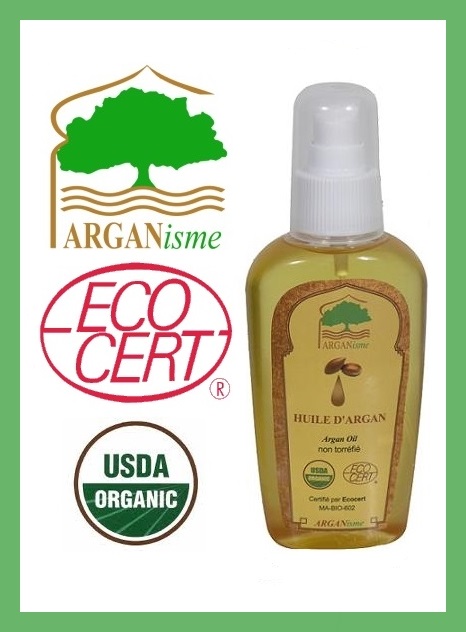 ARGANisme
ECO
CERT
®
USDA
ORGANIC
ARGANisme
HUILE D'ARGAN
Argan Oil
non torréfié
USDA
ORGANIC
ECO
CERT
Certifié par Ecocert
MA-BIO-602
ARGANisme